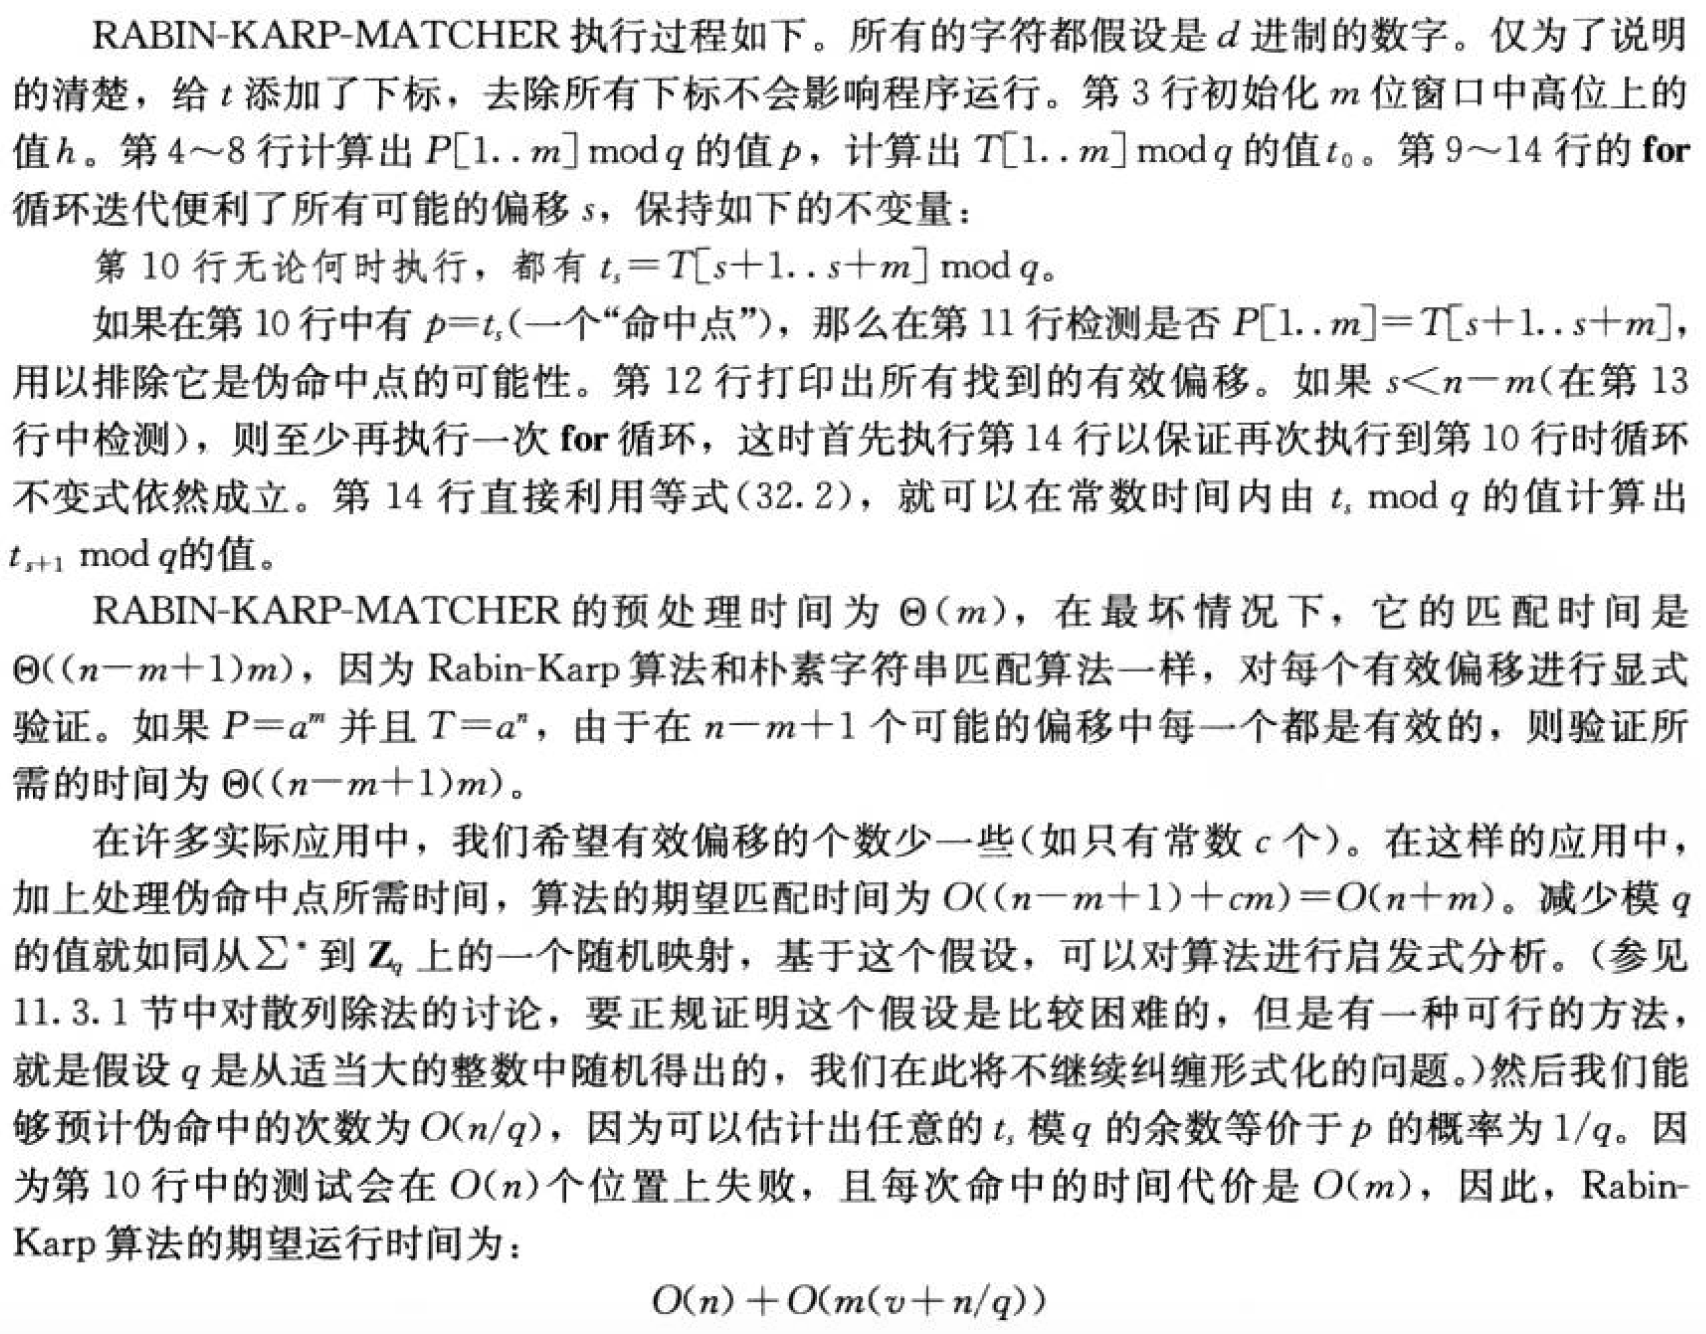 RABIN-KARP-MATCHER 执行过程如下。所有的字符都假设是 d 进制的数字。仅为了说明
的清楚，给 t 添加了下标，去除所有下标不会影响程序运行。第 3 行初始化 m 位窗口中高位上的
值 h。第 4～8 行计算出 P[1..m] mod q 的值 p，计算出 T[1..m] mod q 的值 t₀。第 9～14 行的 for
循环迭代便利了所有可能的偏移 s，保持如下的不变量：
第 10 行无论何时执行，都有 tₛ=T[s+1..s+m] mod q。
如果在第 10 行中有 p=tₛ(一个“命中点”)，那么在第 11 行检测是否 P[1..m]=T[s+1..s+m]，
用以排除它是伪命中点的可能性。第 12 行打印出所有找到的有效偏移。如果 s<n-m(在第 13
行中检测)，则至少再执行一次 for 循环，这时首先执行第 14 行以保证再次执行到第 10 行时循环
不变式依然成立。第 14 行直接利用等式(32.2)，就可以在常数时间内由 tₛ mod q 的值计算出
tₛ₊₁ mod q的值。
RABIN-KARP-MATCHER 的预处理时间为 Θ(m)，在最坏情况下，它的匹配时间是
Θ((n-m+1)m)，因为 Rabin-Karp 算法和朴素字符串匹配算法一样，对每个有效偏移进行显式
验证。如果 P=aᵐ 并且 T=aⁿ，由于在 n-m+1 个可能的偏移中每一个都是有效的，则验证所
需的时间为 Θ((n-m+1)m)。
在许多实际应用中，我们希望有效偏移的个数少一些(如只有常数 c 个)。在这样的应用中，
加上处理伪命中点所需时间，算法的期望匹配时间为 O((n-m+1)+cm)=O(n+m)。减少模 q
的值就如同从∑* 到 Z_q 上的一个随机映射，基于这个假设，可以对算法进行启发式分析。(参见
11.3.1 节中对散列除法的讨论，要正规证明这个假设是比较困难的，但是有一种可行的方法，
就是假设 q 是从适当大的整数中随机得出的，我们在此将不继续纠缠形式化的问题。)然后我们能
够预计伪命中的次数为 O(n/q)，因为可以估计出任意的 tₛ 模 q 的余数等价于 p 的概率为 1/q。因
为第 10 行中的测试会在 O(n)个位置上失败，且每次命中的时间代价是 O(m)，因此，Rabin-
Karp 算法的期望运行时间为：
O(n)+O(m(v+n/q))